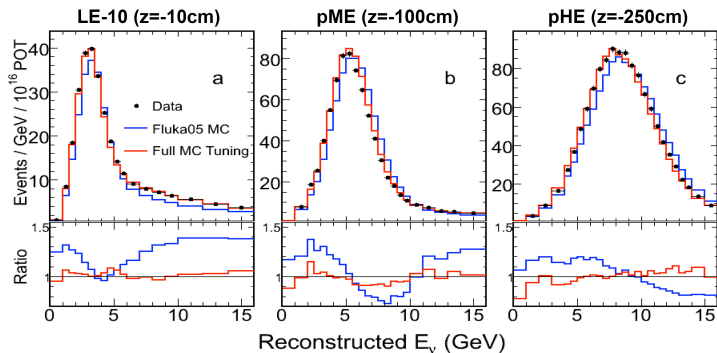 LE-10 (z=-10cm) pME (z=-100cm) pHE (z=-250cm)
Events / GeV / 10¹⁶ POT
40
30
20
10
a
Data
Fluka05 MC
Full MC Tuning
80
60
40
20
b
80
60
40
20
c
Ratio
1.5
1
1.5
1
1.5
1
0 5 10 15 0 5 10 15 0 5 10 15
Reconstructed Eᵥ (GeV)